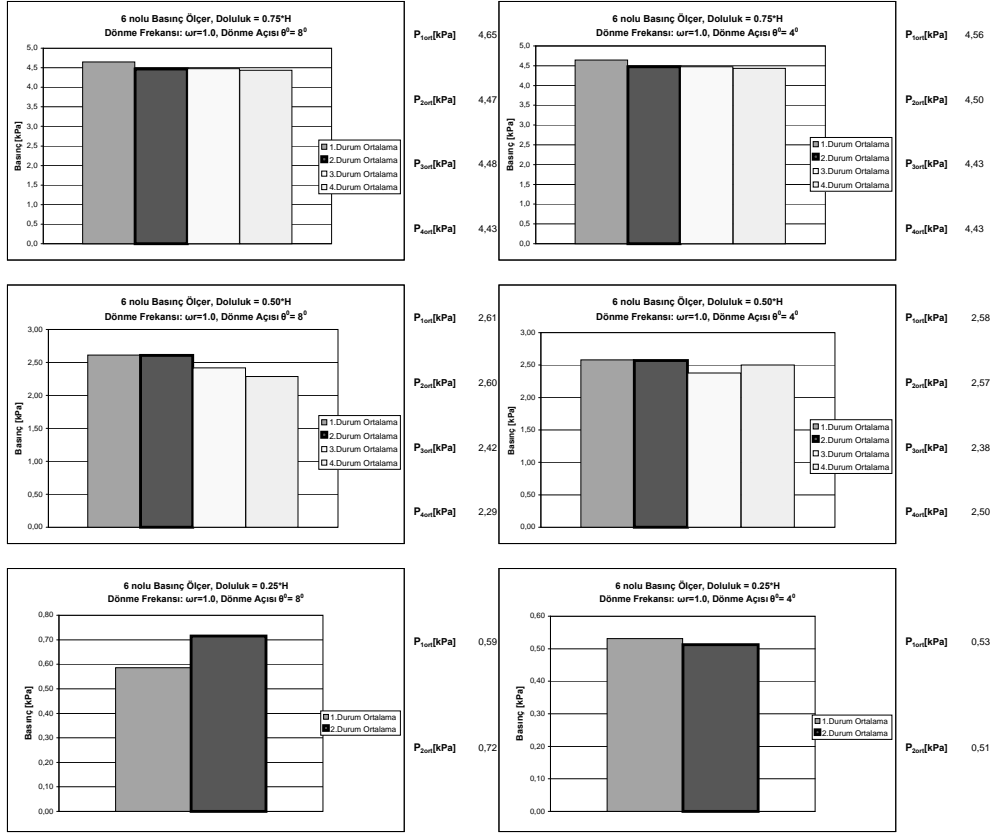 6 nolu Basınç Ölçer, Doluluk = 0.75*H
Dönme Frekansı: ωr=1.0, Dönme Açısı θ⁰= 8⁰
Basınç [kPa]
5,0
4,5
4,0
3,5
3,0
2,5
2,0
1,5
1,0
0,5
0,0
1.Durum Ortalama
2.Durum Ortalama
3.Durum Ortalama
4.Durum Ortalama
P1ort[kPa] 4,65
P2ort[kPa] 4,47
P3ort[kPa] 4,48
P4ort[kPa] 4,43
6 nolu Basınç Ölçer, Doluluk = 0.75*H
Dönme Frekansı: ωr=1.0, Dönme Açısı θ⁰= 4⁰
Basınç [kPa]
5,0
4,5
4,0
3,5
3,0
2,5
2,0
1,5
1,0
0,5
0,0
1.Durum Ortalama
2.Durum Ortalama
3.Durum Ortalama
4.Durum Ortalama
P1ort[kPa] 4,56
P2ort[kPa] 4,50
P3ort[kPa] 4,43
P4ort[kPa] 4,43
6 nolu Basınç Ölçer, Doluluk = 0.50*H
Dönme Frekansı: ωr=1.0, Dönme Açısı θ⁰= 8⁰
Basınç [kPa]
3,00
2,50
2,00
1,50
1,00
0,50
0,00
1.Durum Ortalama
2.Durum Ortalama
3.Durum Ortalama
4.Durum Ortalama
P1ort[kPa] 2,61
P2ort[kPa] 2,60
P3ort[kPa] 2,42
P4ort[kPa] 2,29
6 nolu Basınç Ölçer, Doluluk = 0.50*H
Dönme Frekansı: ωr=1.0, Dönme Açısı θ⁰= 4⁰
Basınç [kPa]
3,00
2,50
2,00
1,50
1,00
0,50
0,00
1.Durum Ortalama
2.Durum Ortalama
3.Durum Ortalama
4.Durum Ortalama
P1ort[kPa] 2,58
P2ort[kPa] 2,57
P3ort[kPa] 2,38
P4ort[kPa] 2,50
6 nolu Basınç Ölçer, Doluluk = 0.25*H
Dönme Frekansı: ωr=1.0, Dönme Açısı θ⁰= 8⁰
Basınç [kPa]
0,80
0,70
0,60
0,50
0,40
0,30
0,20
0,10
0,00
1.Durum Ortalama
2.Durum Ortalama
P1ort[kPa] 0,59
P2ort[kPa] 0,72
6 nolu Basınç Ölçer, Doluluk = 0.25*H
Dönme Frekansı: ωr=1.0, Dönme Açısı θ⁰= 4⁰
Basınç [kPa]
0,60
0,50
0,40
0,30
0,20
0,10
0,00
1.Durum Ortalama
2.Durum Ortalama
P1ort[kPa] 0,53
P2ort[kPa] 0,51